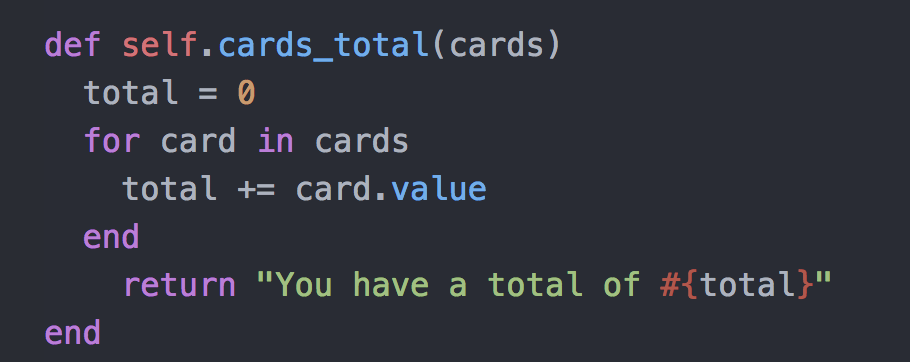 def self.cards_total(cards)
  total = 0
  for card in cards
    total += card.value
  end
    return "You have a total of #{total}"
end